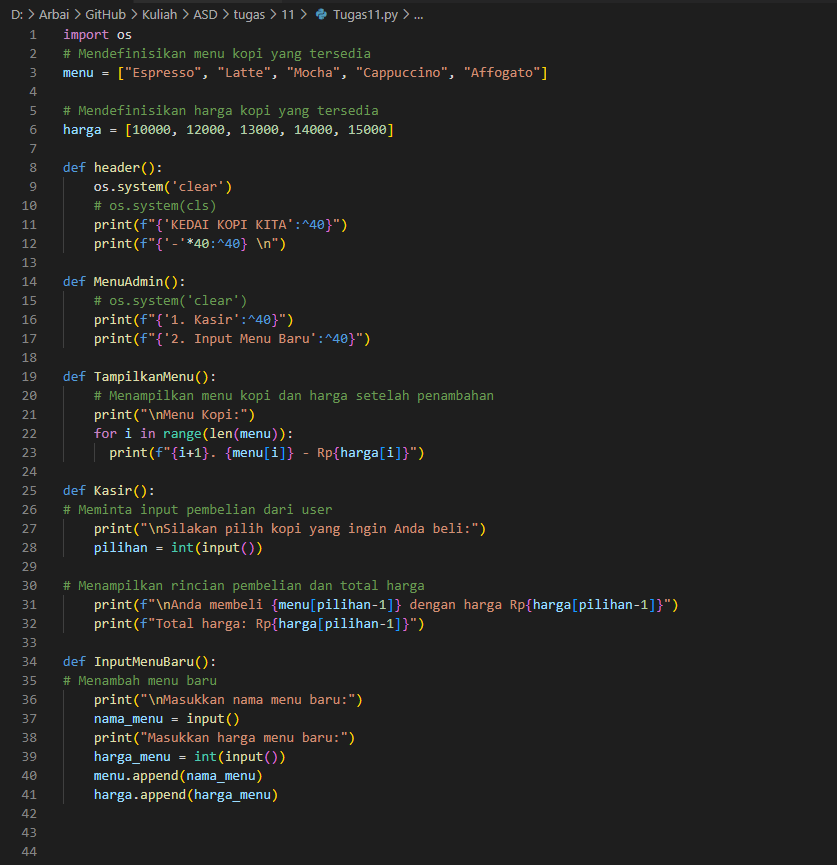 D: > Arbai > GitHub > Kuliah > ASD > tugas > 11 > Tugas11.py > ...
1 import os
2 # Mendefinisikan menu kopi yang tersedia
3 menu = ["Espresso", "Latte", "Mocha", "Cappuccino", "Affogato"]
4
5 # Mendefinisikan harga kopi yang tersedia
6 harga = [10000, 12000, 13000, 14000, 15000]
7
8 def header():
9     os.system('clear')
10     # os.system(cls)
11     print(f"{'KEDAI KOPI KITA':^40}")
12     print(f"{'-'*40:^40} \n")
13
14 def MenuAdmin():
15     # os.system('clear')
16     print(f"{'1. Kasir':^40}")
17     print(f"{'2. Input Menu Baru':^40}")
18
19 def TampilkanMenu():
20     # Menampilkan menu kopi dan harga setelah penambahan
21     print("\nMenu Kopi:")
22     for i in range(len(menu)):
23       print(f"{i+1}. {menu[i]} - Rp{harga[i]}")
24
25 def Kasir():
26 # Meminta input pembelian dari user
27     print("\nSilakan pilih kopi yang ingin Anda beli:")
28     pilihan = int(input())
29
30 # Menampilkan rincian pembelian dan total harga
31     print(f"\nAnda membeli {menu[pilihan-1]} dengan harga Rp{harga[pilihan-1]}")
32     print(f"Total harga: Rp{harga[pilihan-1]}")
33
34 def InputMenuBaru():
35 # Menambah menu baru
36     print("\nMasukkan nama menu baru:")
37     nama_menu = input()
38     print("Masukkan harga menu baru:")
39     harga_menu = int(input())
40     menu.append(nama_menu)
41     harga.append(harga_menu)
42
43
44